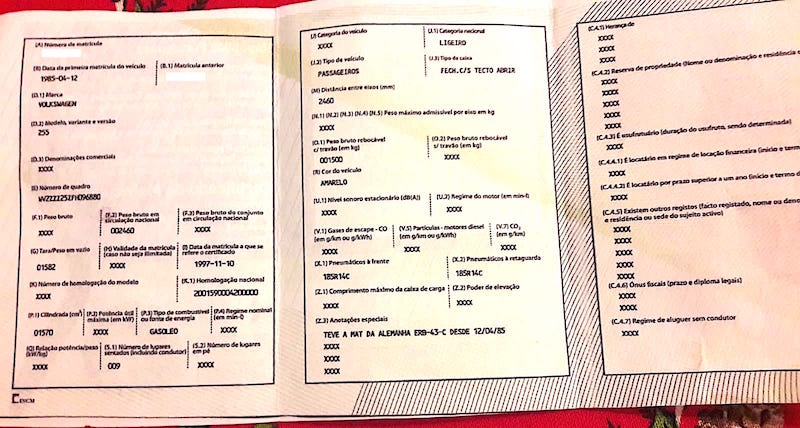 (A) Número de matrícula
(B) Data da primeira matrícula do veículo
1985-04-12
(B.1) Matrícula anterior
(D.1) Marca
VOLKSWAGEN
(D.2) Modelo, variante e versão
255
(D.3) Denominações comerciais
XXXX
(E) Número de quadro
(F.1) Peso bruto
XXXX
(F.2) Peso bruto em
circulação nacional
002460
(F.3) Peso bruto do conjunto
em circulação nacional
XXXX
(G) Tara/Peso em vazio
01582
(H) Validade da matrícula
(caso não seja ilimitada)
XXXX
(I) Data da matrícula a que se
refere o certificado
1997-11-10
(K) Número de homologação do modelo
XXXX
(K.1) Homologação nacional
2001590004200000
(P.1) Cilindrada (cm³)
01570
(P.2) Potência útil
máxima (em kW)
XXXX
(P.3) Tipo de combustível
ou fonte de energia
GASOLEO
(P.4) Regime nominal
(em min-1)
XXXX
(Q) Relação potência/peso
(kW/kg)
XXXX
(S.1) Número de lugares
sentados (incluindo condutor)
009
(S.2) Número de lugares
em pé
XXXX
INCM
(J) Categoria do veículo
XXXX
(J.1) Categoria nacional
LIGEIRO
(J.2) Tipo de veículo
PASSAGEIROS
(J.3) Tipo de caixa
FECH.C/S TECTO ABRIR
(M) Distância entre eixos (mm)
2460
(N.1) (N.2) (N.3) (N.4) (N.5) Peso máximo admissível por eixo em kg
XXXX
(O.1) Peso bruto rebocável
c/travão (em kg)
001500
(O.2) Peso bruto rebocável
s/ travão (em kg)
XXXX
(R) Cor do veículo
AMARELO
(U.1) Nível sonoro estacionário (dB(A))
XXXX
(U.2) Regime do motor (em min-1)
XXXX
(V.1) Gases de escape - CO
(em g/km ou g/kWh)
XXXX
(V.5) Partículas - motores diesel
(em g/km ou g/kWh)
XXXX
(V.7) CO₂
(em g/km)
XXXX
(X.1) Pneumáticos à frente
185R14C
(X.2) Pneumáticos à retaguarda
185R14C
(Z.1) Comprimento máximo da caixa de carga
XXXX
(Z.2) Poder de elevação
XXXX
(Z.3) Anotações especiais
TEVE A MAT DA ALEMANHA ER9-43-C DESDE 12/04/85
XXXX
XXXX
XXXX
(C.4.1) Herança de
XXXX
XXXX
XXXX
(C.4.2) Reserva de propriedade (Nome ou denominação e residência
XXXX
XXXX
XXXX
XXXX
(C.4.3) É usufrutuário (duração do usufruto, sendo determinada)
XXXX
(C.4.4.1) É locatário em regime de locação financeira (início e
XXXX
(C.4.4.2) É locatário por prazo superior a um ano (início e termo
XXXX
(C.4.5) Existem outros registos (facto registado, nome ou
e residência ou sede do sujeito activo)
XXXX
XXXX
XXXX
XXXX
(C.4.6) Ónus fiscais (prazo e diploma legais)
XXXX
(C.4.7) Regime de aluguer sem condutor
XXXX